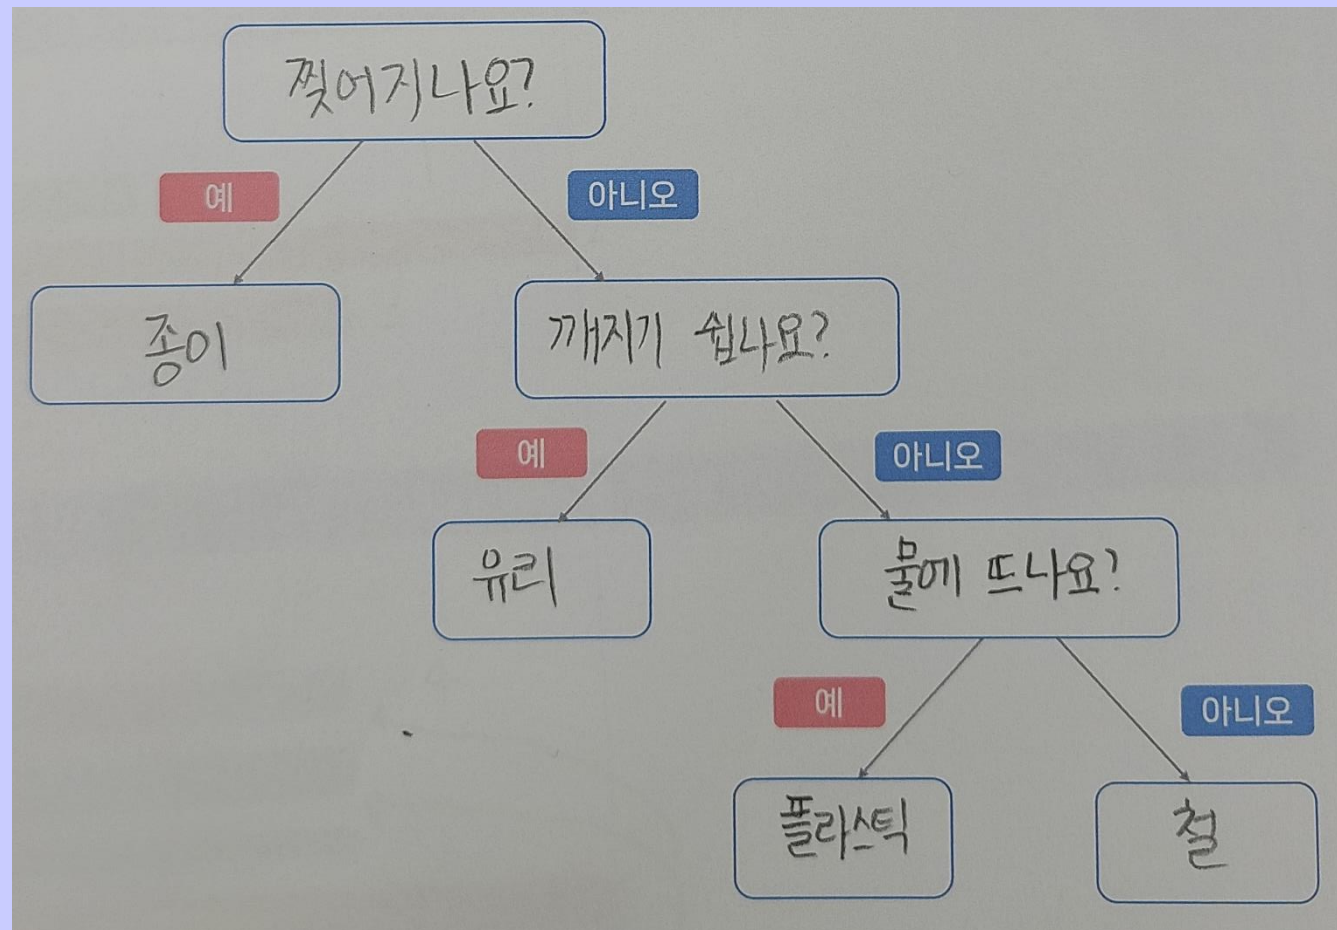 찢어지나요?
예
아니오
종이
깨지기 쉽나요?
예
아니오
유리
물에 뜨나요?
예
아니오
플라스틱
철